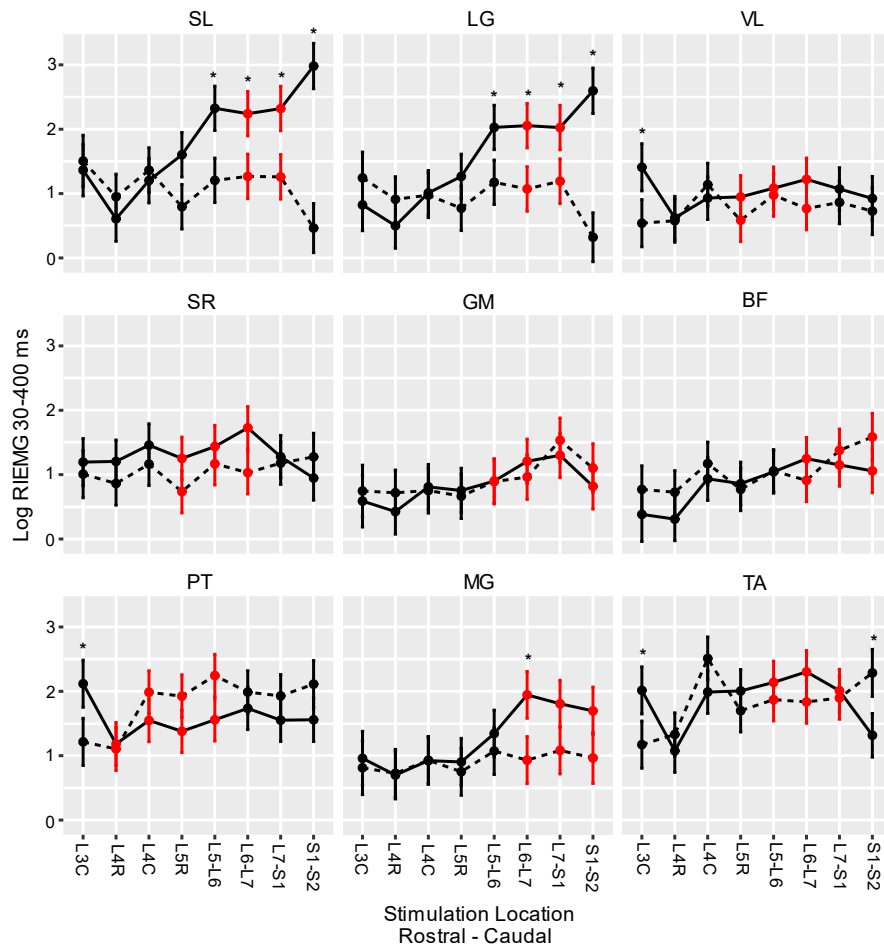 SL LG VL
* * * *
* * * *
*
3
2
1
0
SR GM BF
3
2
1
0
Log RIEMG 30-400 ms
PT MG TA
*
*
* *
3
2
1
0
L3C L4R L4C L5R L5-L6 L6-L7 L7-S1 S1-S2
L3C L4R L4C L5R L5-L6 L6-L7 L7-S1 S1-S2
L3C L4R L4C L5R L5-L6 L6-L7 L7-S1 S1-S2
Stimulation Location
Rostral - Caudal